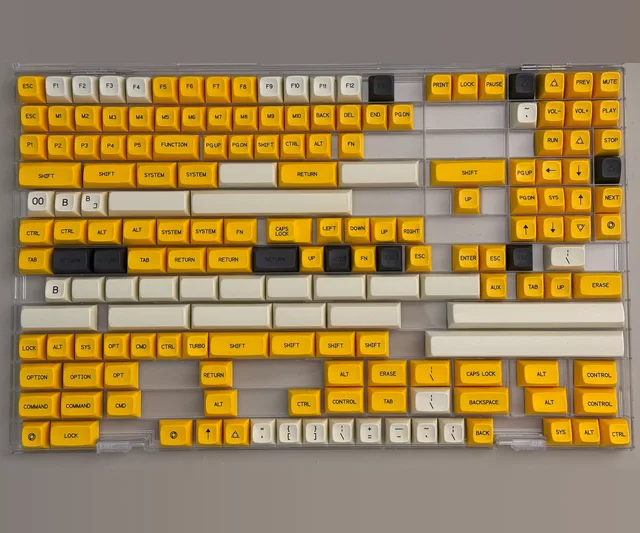 ESC F1 F2 F3 F4 F5 F6 F7 F8 F9 F10 F11 F12 PRINT LOCK PAUSE PREV MUTE
ESC M1 M2 M3 M4 M5 M6 M7 M8 M9 M10 BACK DEL END PG DN VOL- VOL+ PLAY
P1 P2 P3 P4 P5 FUNCTION PG UP PG DN SHIFT CTRL ALT FN RUN STOP
SHIFT SHIFT SYSTEM SYSTEM RETURN SHIFT PG UP ← ↓
00 B B UP PG DN SYS ↑ NEXT
CTRL CTRL ALT ALT SYSTEM SYSTEM FN CAPS LOCK LEFT DOWN UP RIGHT ↑ ↓
TAB TAB RETURN RETURN RETURN UP FN ESC ENTER ESC
B AUX TAB UP ERASE
LOCK ALT SYS OPT CMD CTRL TURBO SHIFT SHIFT SHIFT SHIFT
OPTION OPTION OPT RETURN ALT ERASE | \ CAPS LOCK ALT CONTROL
COMMAND COMMAND CMD ALT CTRL CONTROL TAB | \ BACKSPACE ALT CONTROL
LOCK ↑ { [ } ] | \ + = BACK SYS ALT CTRL